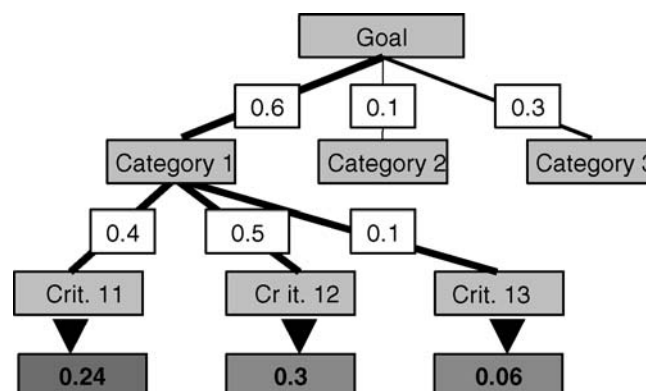 Goal
0.6 0.1 0.3
Category 1 Category 2 Category 3
0.4 0.5 0.1
Crit. 11 Cr it. 12 Crit. 13
0.24 0.3 0.06